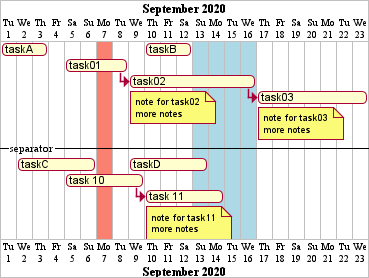 September 2020
Tu We Th Fr Sa Su Mo Tu We Th Fr Sa Su Mo Tu We Th Fr Sa Su Mo Tu We
1 2 3 4 5 6 7 8 9 10 11 12 13 14 15 16 17 18 19 20 21 22 23
taskA taskB
task01
task02
task03
note for task02
more notes
note for task03
more notes
separator
taskC taskD
task 10
task 11
note for task11
more notes
Tu We Th Fr Sa Su Mo Tu We Th Fr Sa Su Mo Tu We Th Fr Sa Su Mo Tu We
1 2 3 4 5 6 7 8 9 10 11 12 13 14 15 16 17 18 19 20 21 22 23
September 2020